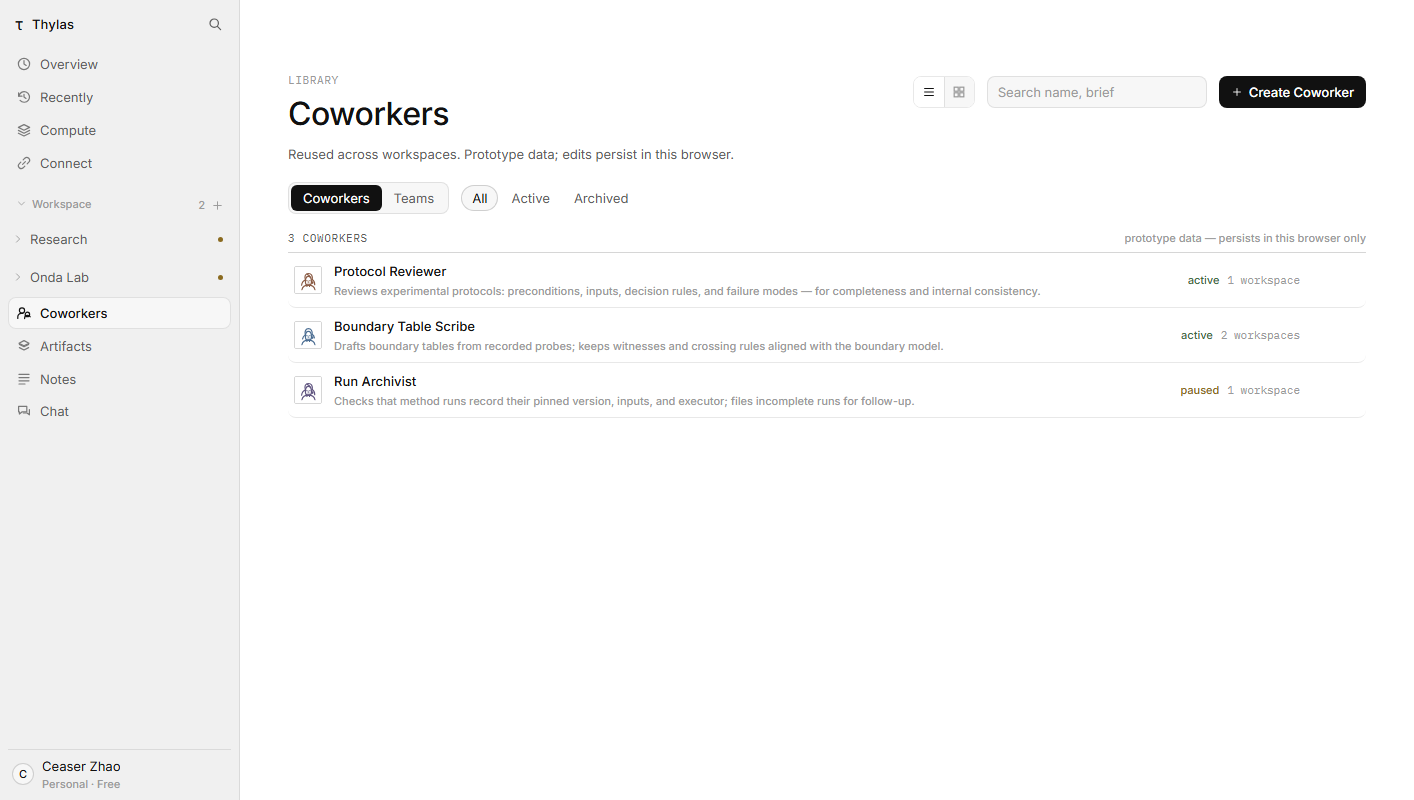 τ Thylas
Overview
Recently
Compute
Connect
Workspace 2 +
Research
Onda Lab
Coworkers
Artifacts
Notes
Chat
C
Ceaser Zhao
Personal · Free
LIBRARY
Coworkers
Reused across workspaces. Prototype data; edits persist in this browser.
Search name, brief
+ Create Coworker
Coworkers Teams All Active Archived
3 COWORKERS prototype data — persists in this browser only
Protocol Reviewer
Reviews experimental protocols: preconditions, inputs, decision rules, and failure modes — for completeness and internal consistency.
active 1 workspace
Boundary Table Scribe
Drafts boundary tables from recorded probes; keeps witnesses and crossing rules aligned with the boundary model.
active 2 workspaces
Run Archivist
Checks that method runs record their pinned version, inputs, and executor; files incomplete runs for follow-up.
paused 1 workspace